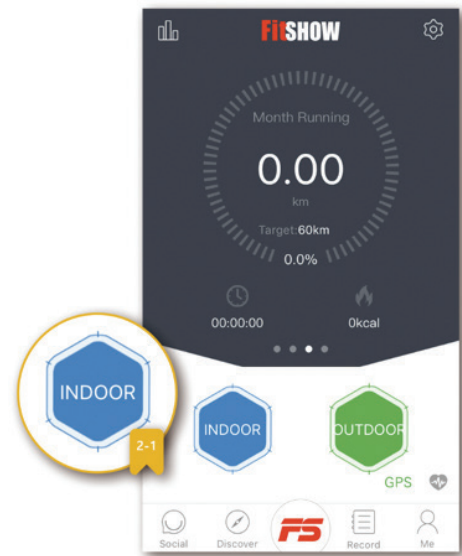 FitSHOW
Month Running
0.00
km
Target:60km
0.0%
00:00:00
0kcal
INDOOR
2-1
INDOOR
OUTDOOR
GPS
Social
Discover
FS
Record
Me